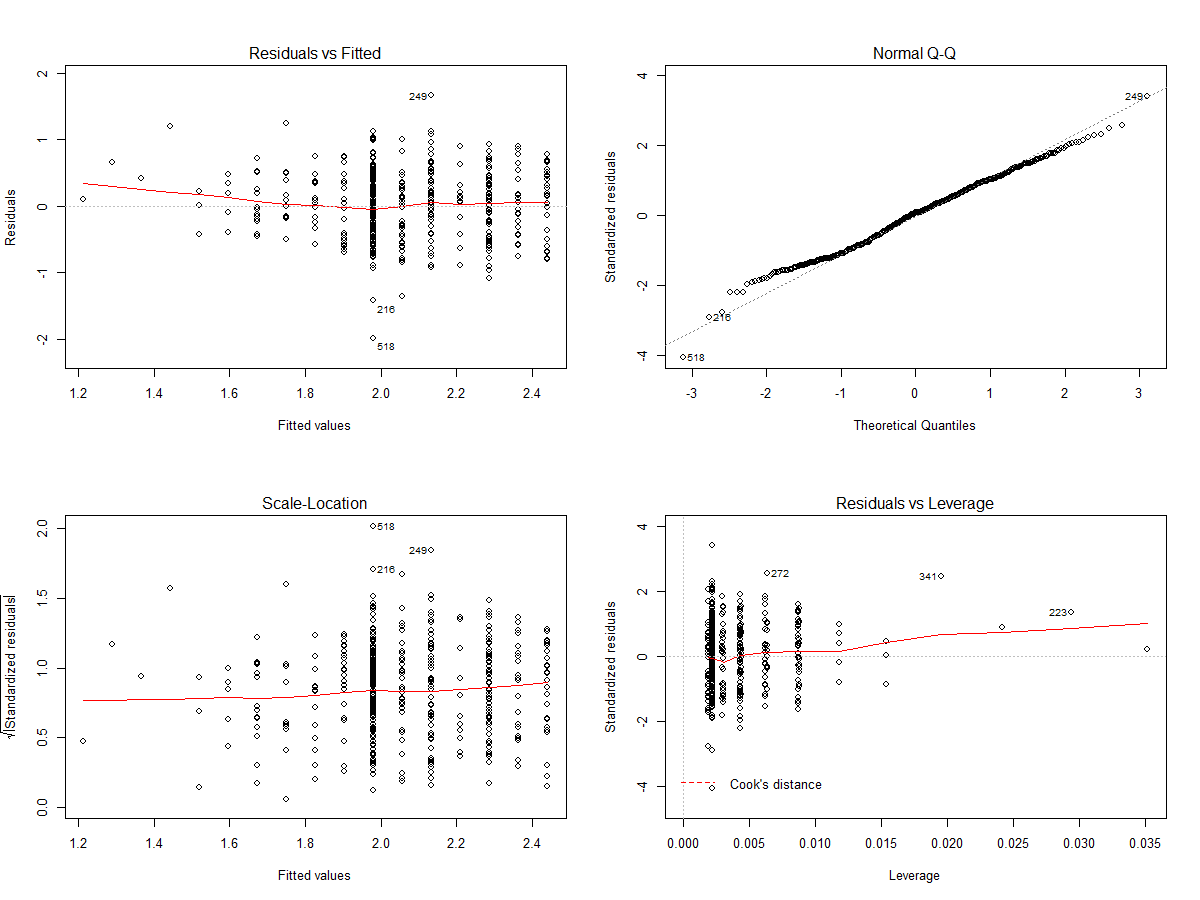 Residuals vs Fitted
2
1
0
-1
-2
Residuals
249
216
518
1.2 1.4 1.6 1.8 2.0 2.2 2.4
Fitted values
Normal Q-Q
4
2
0
-2
-4
Standardized residuals
249
216
518
-3 -2 -1 0 1 2 3
Theoretical Quantiles
Scale-Location
2.0
1.5
1.0
0.5
0.0
√|Standardized residuals|
518
249
216
1.2 1.4 1.6 1.8 2.0 2.2 2.4
Fitted values
Residuals vs Leverage
4
2
0
-2
-4
Standardized residuals
272
341
223
Cook's distance
0.000 0.005 0.010 0.015 0.020 0.025 0.030 0.035
Leverage